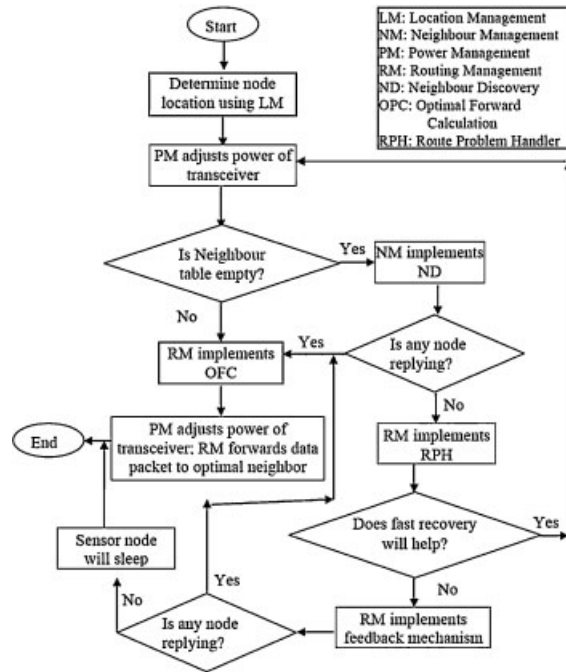 Start
LM: Location Management
NM: Neighbour Management
PM: Power Management
RM: Routing Management
ND: Neighbour Discovery
OPC: Optimal Forward
Calculation
RPH: Route Problem Handler
Determine node
location using LM
PM adjusts power of
transceiver
Is Neighbour
table empty?
Yes
NM implements
ND
No
Yes
Is any node
replying?
RM implements
OFC
No
End
PM adjusts power of
transceiver; RM forwards data
packet to optimal neighbor
RM implements
RPH
Sensor node
will sleep
Does fast recovery
will help?
Yes
Yes
No
No
Is any node
replying?
RM implements
feedback mechanism